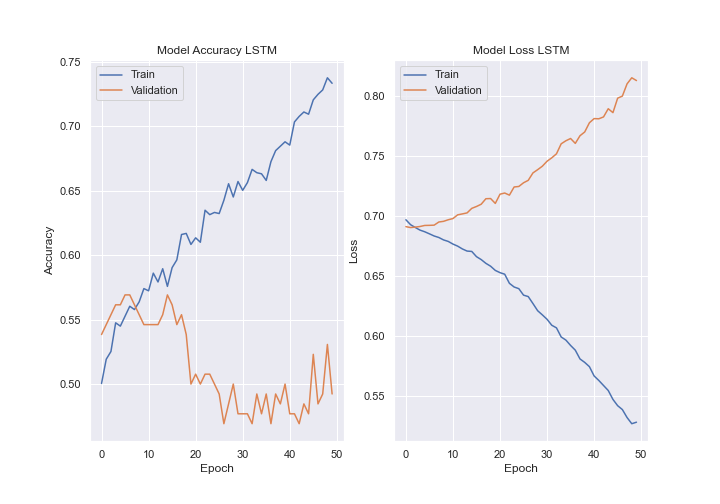 Model Accuracy LSTM
Train
Validation
0.75
0.70
0.65
0.60
0.55
0.50
Accuracy
0 10 20 30 40 50
Epoch
Model Loss LSTM
Train
Validation
0.80
0.75
0.70
0.65
0.60
0.55
Loss
0 10 20 30 40 50
Epoch